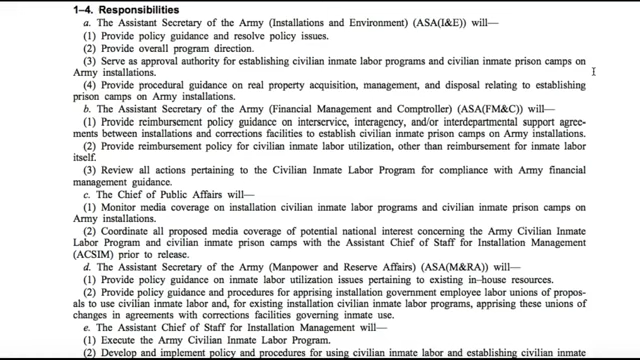 1–4. Responsibilities
a. The Assistant Secretary of the Army (Installations and Environment) (ASA(I&E)) will—
(1) Provide policy guidance and resolve policy issues.
(2) Provide overall program direction.
(3) Serve as approval authority for establishing civilian inmate labor programs and civilian inmate prison camps on
Army installations.
(4) Provide procedural guidance on real property acquisition, management, and disposal relating to establishing
prison camps on Army installations.
b. The Assistant Secretary of the Army (Financial Management and Comptroller) (ASA(FM&C)) will—
(1) Provide reimbursement policy guidance on interservice, interagency, and/or interdepartmental support agree-
ments between installations and corrections facilities to establish civilian inmate prison camps on Army installations.
(2) Provide reimbursement policy for civilian inmate labor utilization, other than reimbursement for inmate labor
itself.
(3) Review all actions pertaining to the Civilian Inmate Labor Program for compliance with Army financial
management guidance.
c. The Chief of Public Affairs will—
(1) Monitor media coverage on installation civilian inmate labor programs and civilian inmate prison camps on
Army installations.
(2) Coordinate all proposed media coverage of potential national interest concerning the Army Civilian Inmate
Labor Program and civilian inmate prison camps with the Assistant Chief of Staff for Installation Management
(ACSIM) prior to release.
d. The Assistant Secretary of the Army (Manpower and Reserve Affairs) (ASA(M&RA)) will—
(1) Provide policy guidance on inmate labor utilization issues pertaining to existing in–house resources.
(2) Provide policy guidance and procedures for apprising installation government employee labor unions of propos-
als to use civilian inmate labor and, for existing installation civilian inmate labor programs, apprising these unions of
changes in agreements with corrections facilities governing inmate use.
e. The Assistant Chief of Staff for Installation Management will—
(1) Execute the Army Civilian Inmate Labor Program.
(2) Develop and implement policy and procedures for using civilian inmate labor and establishing civilian inmate